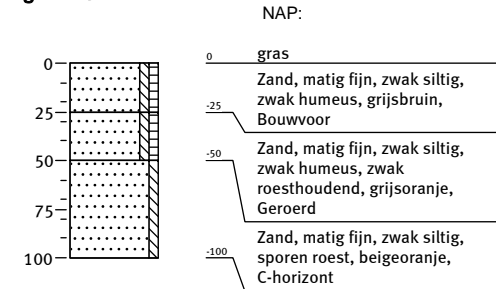 NAP:
0
25
50
75
100
0
gras
Zand, matig fijn, zwak siltig,
zwak humeus, grijsbruin,
Bouwvoor
-25
Zand, matig fijn, zwak siltig,
zwak humeus, zwak
roesthoudend, grijsoranje,
Geroerd
-50
Zand, matig fijn, zwak siltig,
sporen roest, beigeoranje,
C-horizont
-100